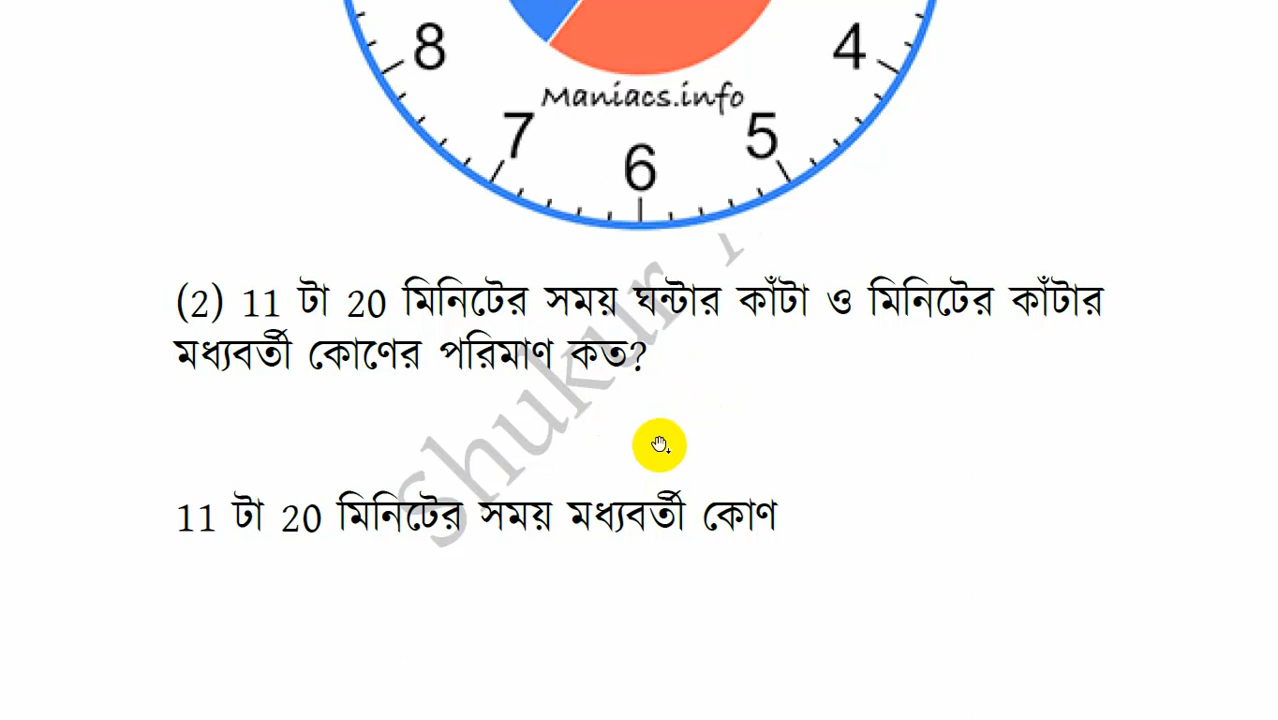 8
4
Maniacs.info
7
5
6
(2) 11 টা 20 মিনিটের সময় ঘন্টার কাঁটা ও মিনিটের কাঁটার
মধ্যবর্তী কোণের পরিমাণ কত?
Shukur
11 টা 20 মিনিটের সময় মধ্যবর্তী কোণ